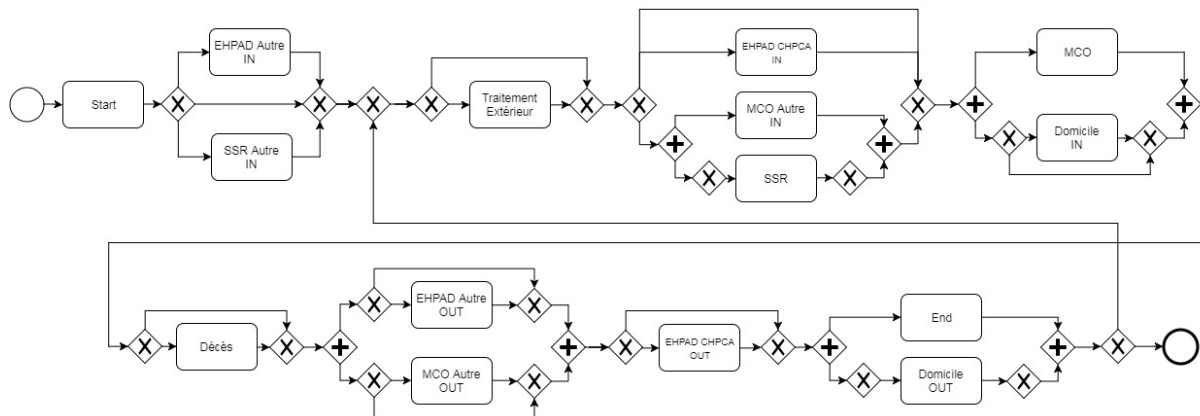 EHPAD Autre
IN
Start
SSR Autre
IN
Traitement
Extérieur
EHPAD CHPCA
IN
MCO Autre
IN
SSR
MCO
Domicile
IN
Décès
EHPAD Autre
OUT
MCO Autre
OUT
EHPAD CHPCA
OUT
End
Domicile
OUT